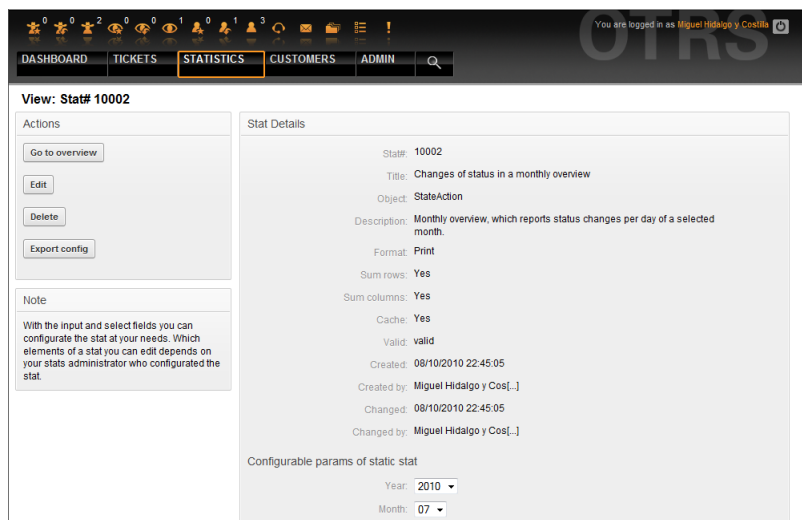 0 0 2 0 0 1 0 1 3
You are logged in as Miguel Hidalgo y Costilla
OTRS
DASHBOARD TICKETS STATISTICS CUSTOMERS ADMIN
View: Stat# 10002
Actions
Go to overview
Edit
Delete
Export config
Note
With the input and select fields you can
configure the stat at your needs. Which
elements of a stat you can edit depends on
your stats administrator who configurated the
stat.
Stat Details
Stat#: 10002
Title: Changes of status in a monthly overview
Object: StateAction
Description: Monthly overview, which reports status changes per day of a selected
month.
Format: Print
Sum rows: Yes
Sum columns: Yes
Cache: Yes
Valid: valid
Created: 08/10/2010 22:45:05
Created by: Miguel Hidalgo y Cos[...]
Changed: 08/10/2010 22:45:05
Changed by: Miguel Hidalgo y Cos[...]
Configurable params of static stat
Year: 2010
Month: 07